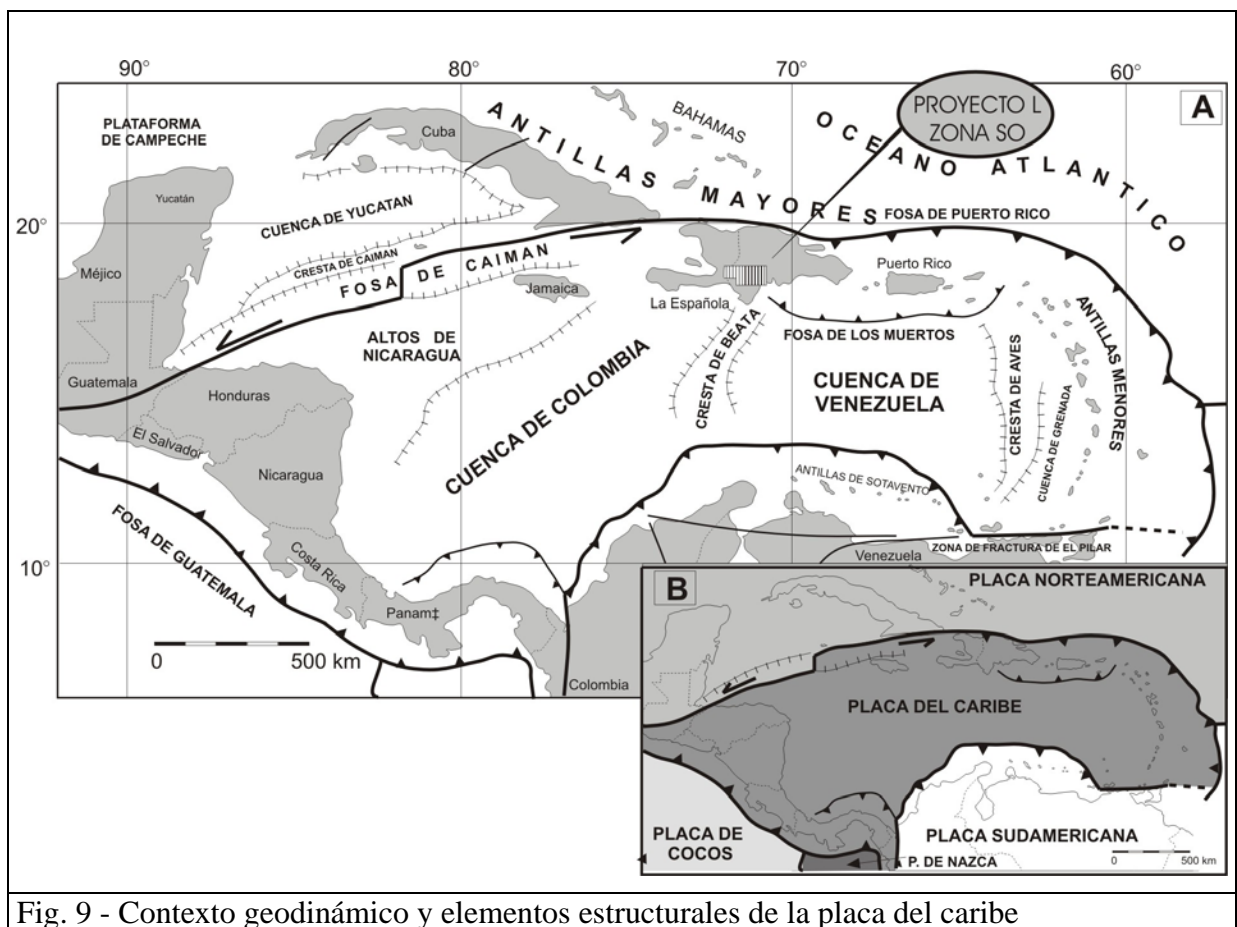 90°
80°
70°
60°
PROYECTO L
ZONA SO
A
PLATAFORMA
DE CAMPECHE
Cuba
BAHAMAS
OCEANO ATLANTICO
ANTILLAS MAYORES
Yucatán
CUENCA DE YUCATAN
20°
FOSA DE PUERTO RICO
CRESTA DE CAIMAN
FOSA DE CAIMAN
Méjico
Jamaica
La Española
Puerto Rico
ALTOS DE
NICARAGUA
FOSA DE LOS MUERTOS
ANTILLAS MENORES
CRESTA DE BEATA
Guatemala
Honduras
CUENCA DE COLOMBIA
CUENCA DE
VENEZUELA
CRESTA DE AVES
CUENCA DE GRENADA
El Salvador
Nicaragua
ANTILLAS DE SOTAVENTO
FOSA DE GUATEMALA
Costa Rica
Venezuela
ZONA DE FRACTURA DE EL PILAR
10°
Panam‡
0 500 km
Colombia
B
PLACA NORTEAMERICANA
PLACA DEL CARIBE
PLACA DE
COCOS
PLACA SUDAMERICANA
0 500 km
P. DE NAZCA
Fig. 9 - Contexto geodinámico y elementos estructurales de la placa del caribe